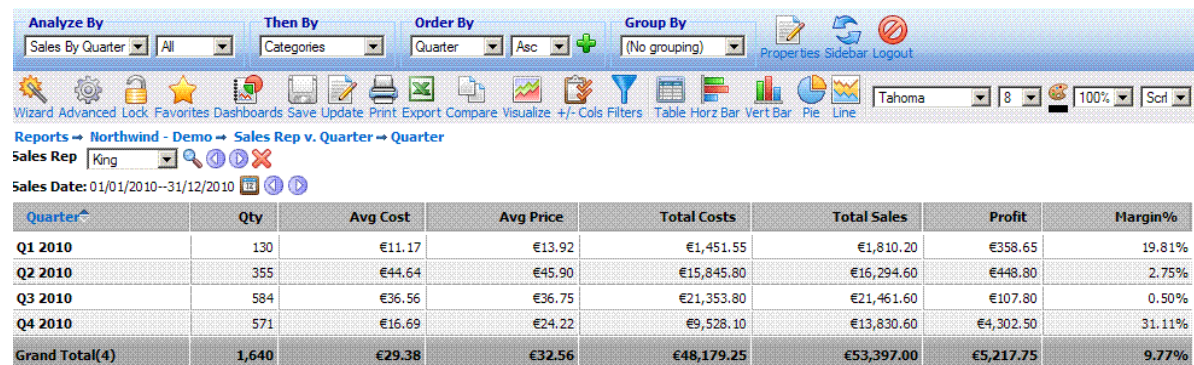 Analyze By Then By Order By Group By
Sales By Quarter All Categories Quarter Asc (No grouping) Properties Sidebar Logout
Wizard Advanced Lock Favorites Dashboards Save Update Print Export Compare Visualize +/- Cols Filters Table Horz Bar Vert Bar Pie Line Tahoma 8 100% Scrl
Reports → Northwind - Demo → Sales Rep v. Quarter → Quarter
Sales Rep King
Sales Date: 01/01/2010--31/12/2010 12
Quarter Qty Avg Cost Avg Price Total Costs Total Sales Profit Margin%
Q1 2010 130 €11.17 €13.92 €1,451.55 €1,810.20 €358.65 19.81%
Q2 2010 355 €44.64 €45.90 €15,845.80 €16,294.60 €448.80 2.75%
Q3 2010 584 €36.56 €36.75 €21,353.80 €21,461.60 €107.80 0.50%
Q4 2010 571 €16.69 €24.22 €9,528.10 €13,830.60 €4,302.50 31.11%
Grand Total(4) 1,640 €29.38 €32.56 €48,179.25 €53,397.00 €5,217.75 9.77%